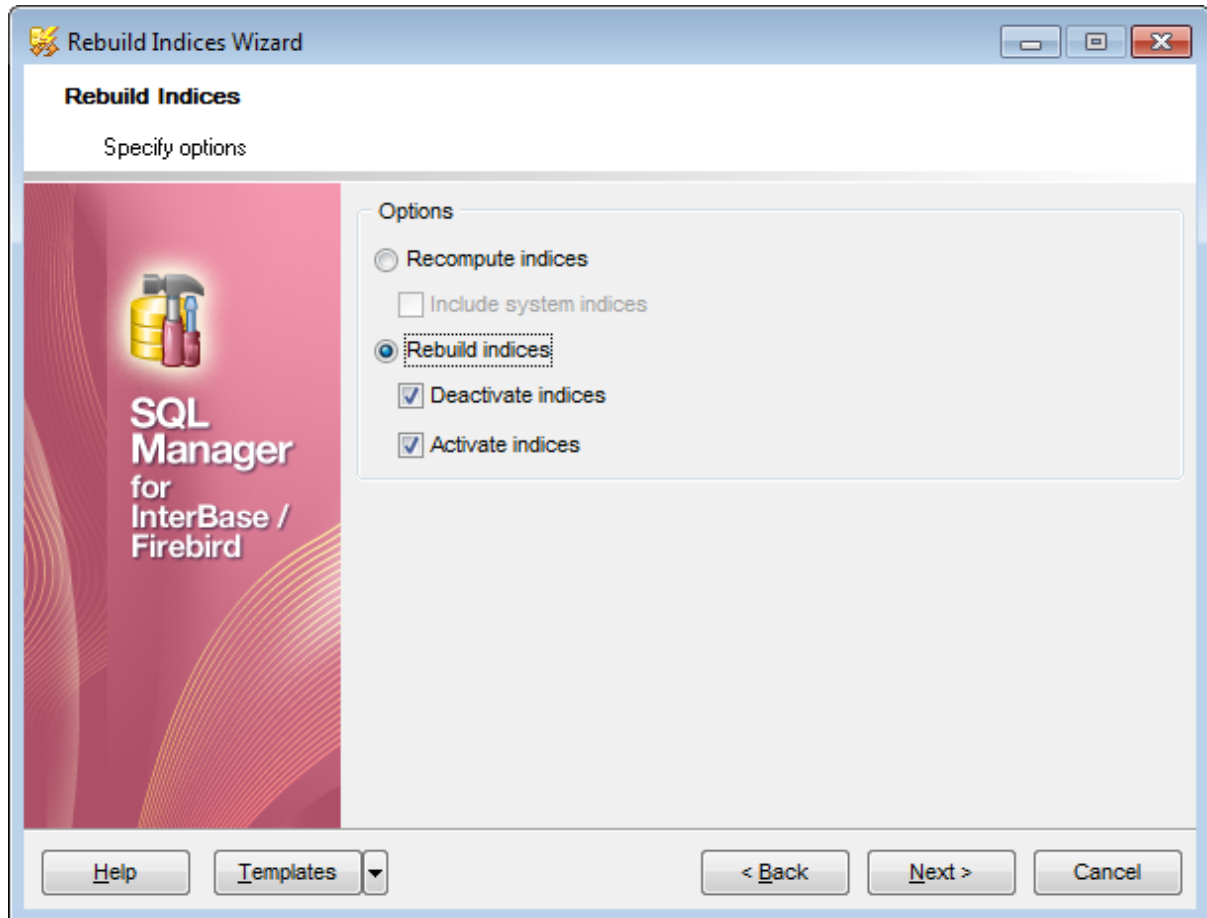 Rebuild Indices Wizard
Rebuild Indices
Specify options
SQL
Manager
for
InterBase /
Firebird
Options
Recompute indices
Include system indices
Rebuild indices
Deactivate indices
Activate indices
Help
Templates
< Back
Next >
Cancel